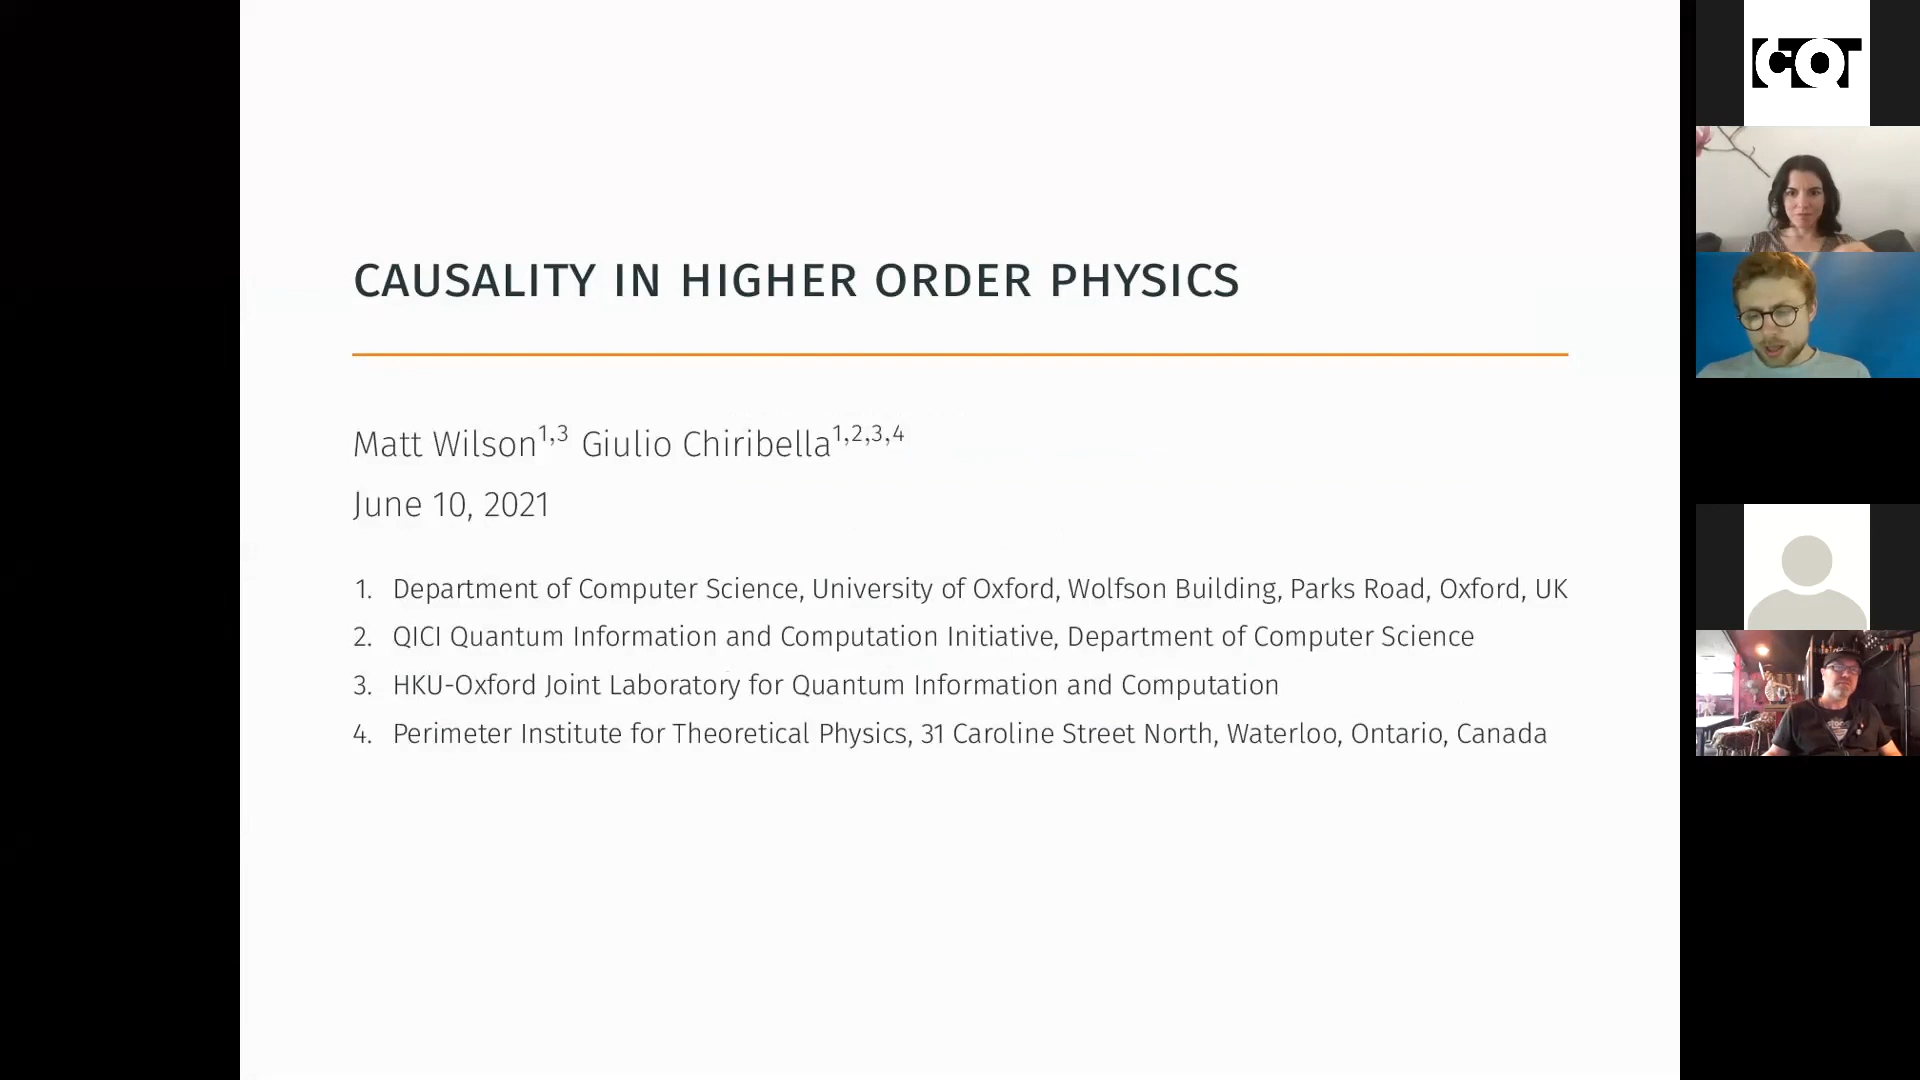 CAUSALITY IN HIGHER ORDER PHYSICS
Matt Wilson1,3 Giulio Chiribella1,2,3,4
June 10, 2021
1. Department of Computer Science, University of Oxford, Wolfson Building, Parks Road, Oxford, UK
2. QICI Quantum Information and Computation Initiative, Department of Computer Science
3. HKU-Oxford Joint Laboratory for Quantum Information and Computation
4. Perimeter Institute for Theoretical Physics, 31 Caroline Street North, Waterloo, Ontario, Canada
CQT